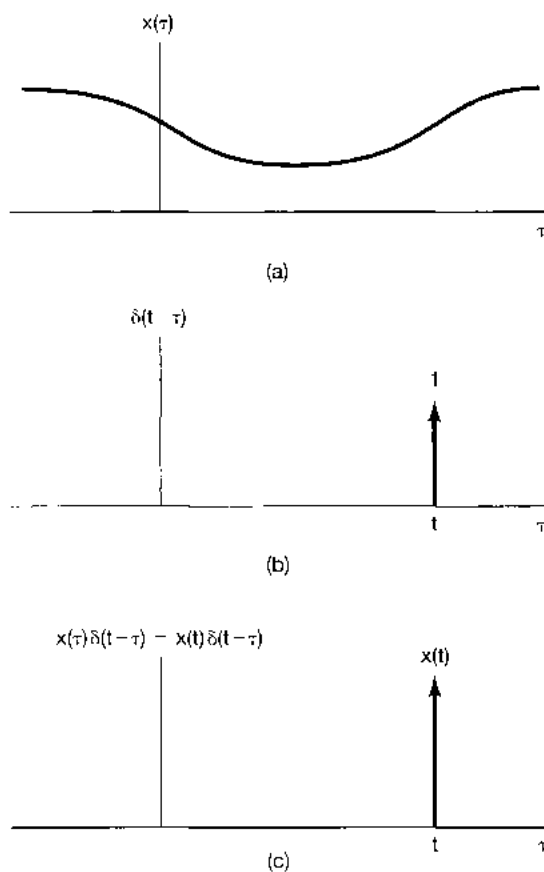 x(τ)
τ
(a)
δ(t τ)
1
t
τ
(b)
x(τ)δ(t−τ) − x(t)δ(t−τ)
x(t)
t
τ
(c)